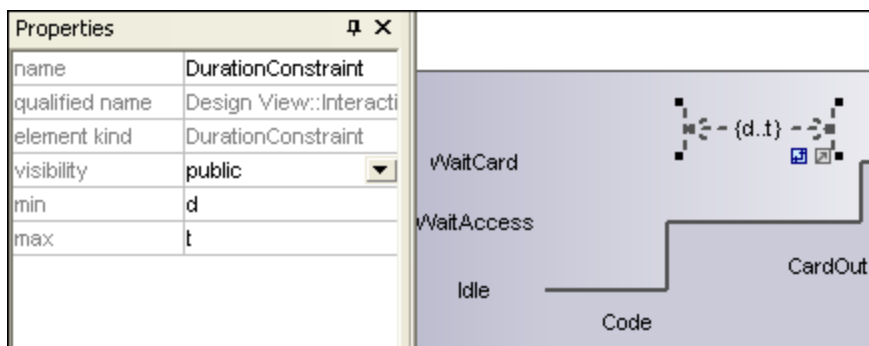 Properties
name DurationConstraint
qualified name Design View::Interacti
element kind DurationConstraint
visibility public
min d
max t
{d..t}
WaitCard
WaitAccess
CardOut
Idle
Code